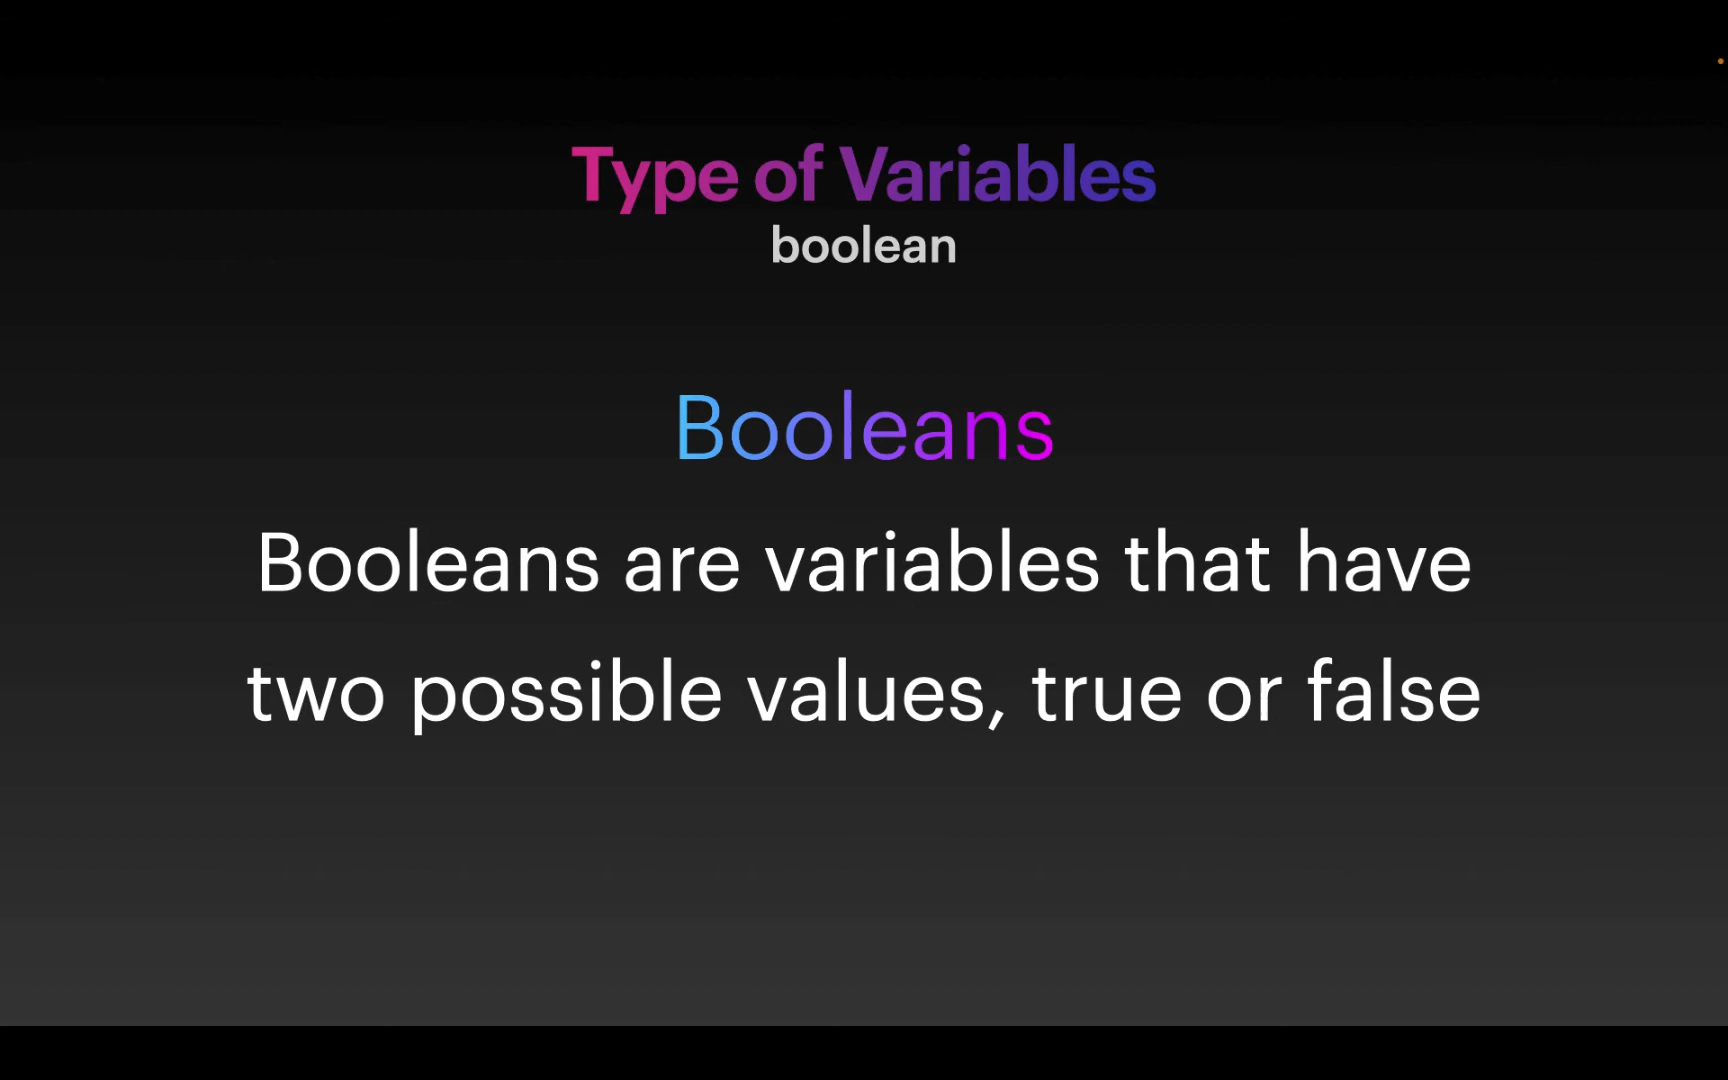 Type of Variables
boolean
Booleans
Booleans are variables that have
two possible values, true or false